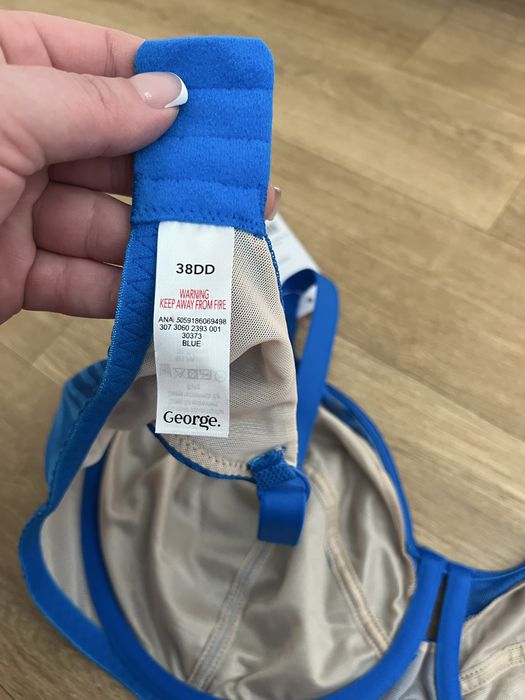 38DD
WARNING
KEEP AWAY FROM FIRE
ANA: 5059186069498
307 3060 2393 001
30373
BLUE
George.